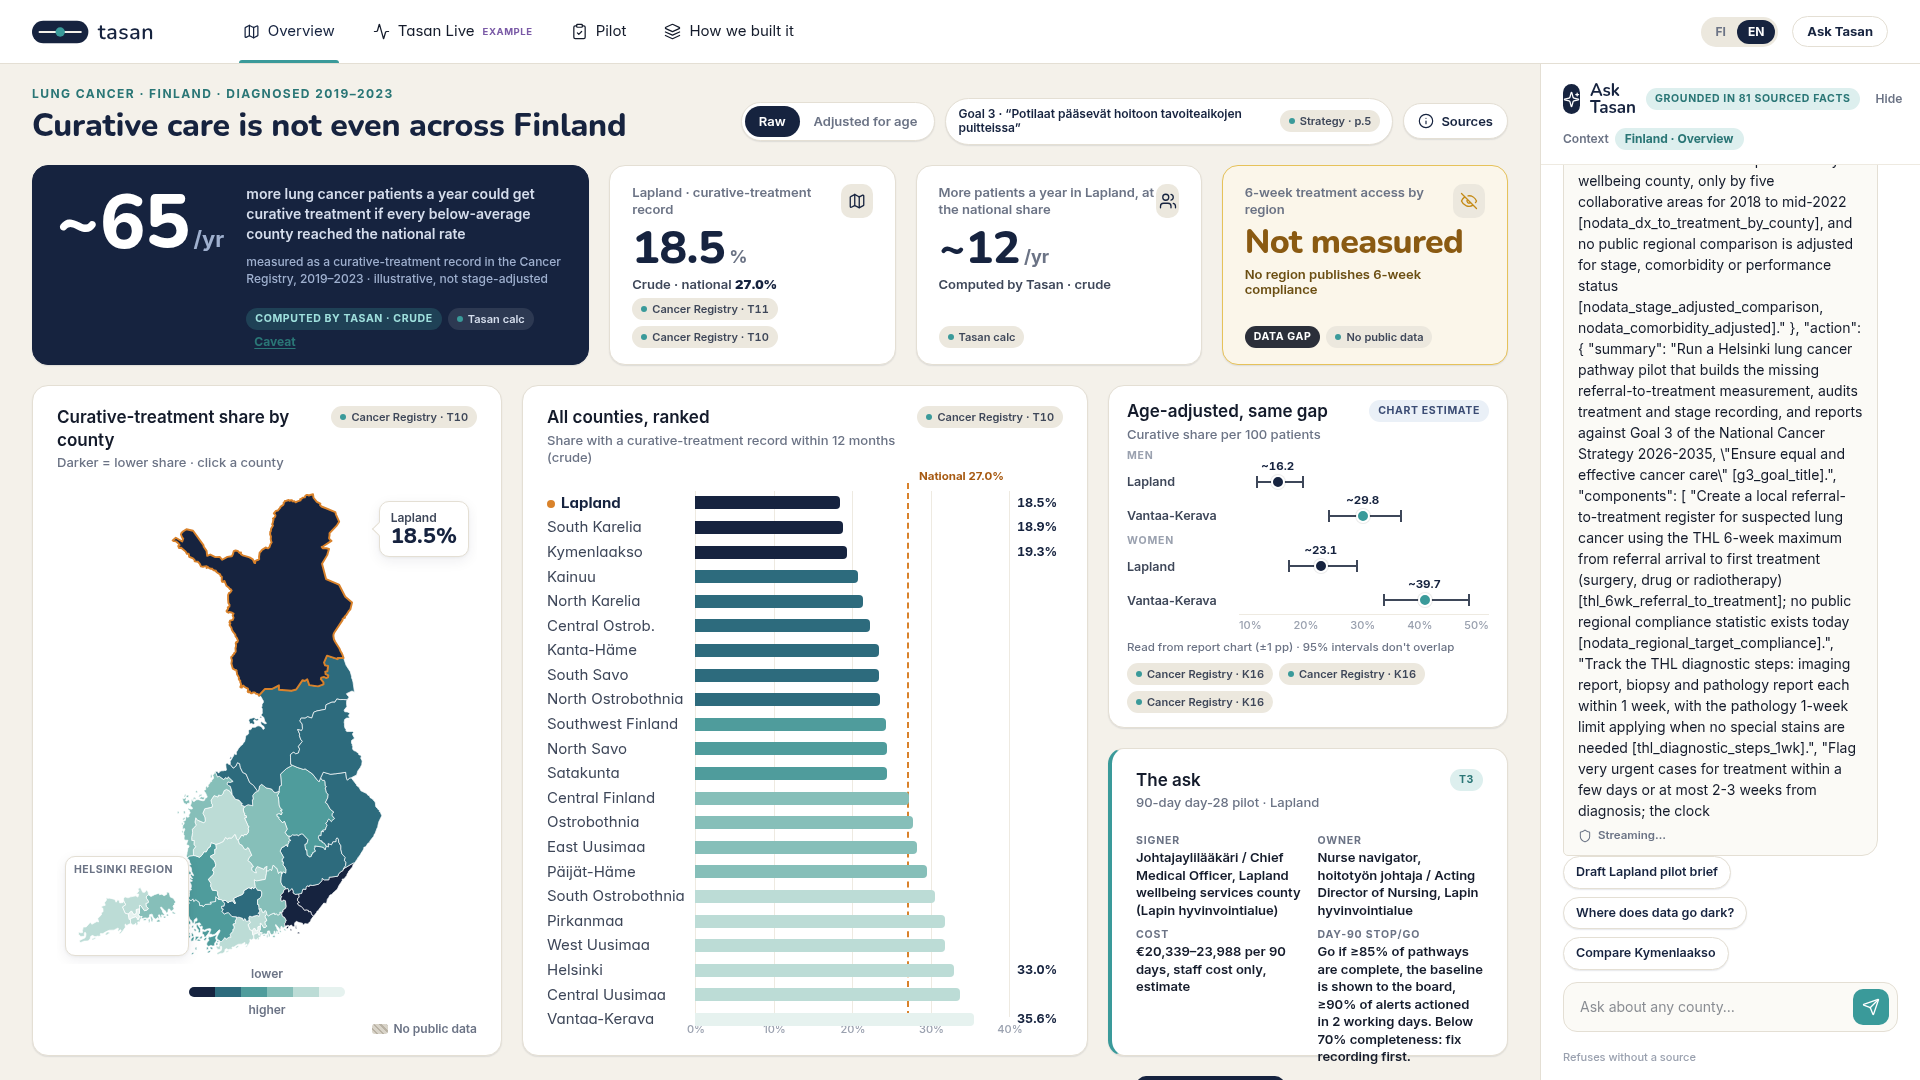 tasan
Overview
Tasan Live EXAMPLE
Pilot
How we built it
FI EN
Ask Tasan
LUNG CANCER · FINLAND · DIAGNOSED 2019–2023
Curative care is not even across Finland
Raw
Adjusted for age
Goal 3 · “Potilaat pääsevät hoitoon tavoiteaikojen
puitteissa”
Strategy · p.5
Sources
~65/yr
more lung cancer patients a year could get
curative treatment if every below-average
county reached the national rate
measured as a curative-treatment record in the Cancer
Registry, 2019–2023 · illustrative, not stage-adjusted
COMPUTED BY TASAN · CRUDE
Tasan calc
Caveat
Lapland · curative-treatment
record
18.5 %
Crude · national 27.0%
Cancer Registry · T11
Cancer Registry · T10
More patients a year in Lapland, at
the national share
~12 /yr
Computed by Tasan · crude
Tasan calc
6-week treatment access by
region
Not measured
No region publishes 6-week
compliance
DATA GAP
No public data
Curative-treatment share by
county
Cancer Registry · T10
Darker = lower share · click a county
Lapland
18.5%
HELSINKI REGION
lower
higher
No public data
All counties, ranked
Cancer Registry · T10
Share with a curative-treatment record within 12 months
(crude)
National 27.0%
Lapland 18.5%
South Karelia 18.9%
Kymenlaakso 19.3%
Kainuu
North Karelia
Central Ostrob.
Kanta-Häme
South Savo
North Ostrobothnia
Southwest Finland
North Savo
Satakunta
Central Finland
Ostrobothnia
East Uusimaa
Päijät-Häme
South Ostrobothnia
Pirkanmaa
West Uusimaa
Helsinki 33.0%
Central Uusimaa
Vantaa-Kerava 35.6%
0% 10% 20% 30% 40%
Age-adjusted, same gap
CHART ESTIMATE
Curative share per 100 patients
MEN
~16.2
Lapland
~29.8
Vantaa-Kerava
WOMEN
~23.1
Lapland
~39.7
Vantaa-Kerava
10% 20% 30% 40% 50%
Read from report chart (±1 pp) · 95% intervals don't overlap
Cancer Registry · K16
Cancer Registry · K16
Cancer Registry · K16
The ask
T3
90-day day-28 pilot · Lapland
SIGNER
Johtajaylilääkäri / Chief
Medical Officer, Lapland
wellbeing services county
(Lapin hyvinvointialue)
OWNER
Nurse navigator,
hoitotyön johtaja / Acting
Director of Nursing, Lapin
hyvinvointialue
COST
€20,339–23,988 per 90
days, staff cost only,
estimate
DAY-90 STOP/GO
Go if ≥85% of pathways
are complete, the baseline
is shown to the board,
≥90% of alerts actioned
in 2 working days. Below
70% completeness: fix
recording first.
Ask
Tasan
GROUNDED IN 81 SOURCED FACTS
Hide
Context
Finland · Overview
wellbeing county, only by five
collaborative areas for 2018 to mid-2022
[nodata_dx_to_treatment_by_county], and
no public regional comparison is adjusted
for stage, comorbidity or performance
status
[nodata_stage_adjusted_comparison,
nodata_comorbidity_adjusted]." }, "action":
{ "summary": "Run a Helsinki lung cancer
pathway pilot that builds the missing
referral-to-treatment measurement, audits
treatment and stage recording, and reports
against Goal 3 of the National Cancer
Strategy 2026-2035, \"Ensure equal and
effective cancer care\" [g3_goal_title].",
"components": [ "Create a local referral-
to-treatment register for suspected lung
cancer using the THL 6-week maximum
from referral arrival to first treatment
(surgery, drug or radiotherapy)
[thl_6wk_referral_to_treatment]; no public
regional compliance statistic exists today
[nodata_regional_target_compliance].",
"Track the THL diagnostic steps: imaging
report, biopsy and pathology report each
within 1 week, with the pathology 1-week
limit applying when no special stains are
needed [thl_diagnostic_steps_1wk].", "Flag
very urgent cases for treatment within a
few days or at most 2-3 weeks from
diagnosis; the clock
Streaming...
Draft Lapland pilot brief
Where does data go dark?
Compare Kymenlaakso
Ask about any county...
Refuses without a source